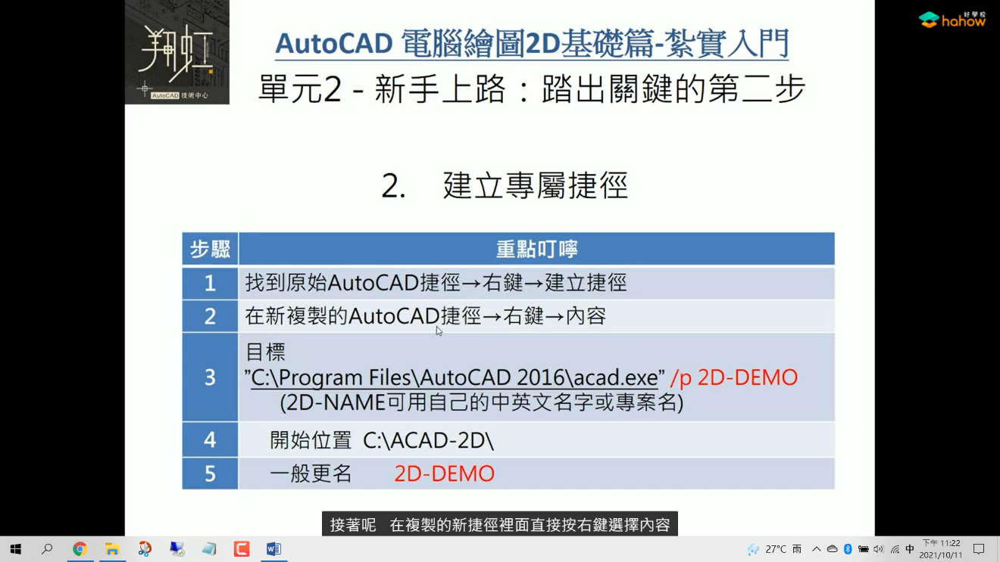 好學校
hahow
翔虹
AutoCAD 技術中心
AutoCAD 電腦繪圖2D基礎篇-紮實入門
單元2 - 新手上路：踏出關鍵的第二步
2. 建立專屬捷徑
步驟 重點叮嚀
1 找到原始AutoCAD捷徑→右鍵→建立捷徑
2 在新複製的AutoCAD捷徑→右鍵→內容
3 目標
"C:\Program Files\AutoCAD 2016\acad.exe" /p 2D-DEMO
(2D-NAME可用自己的中英文名字或專案名)
4 開始位置 C:\ACAD-2D\
5 一般更名 2D-DEMO
接著呢 在複製的新捷徑裡面直接按右鍵選擇內容
27°C 雨 中 下午 11:22
2021/10/11